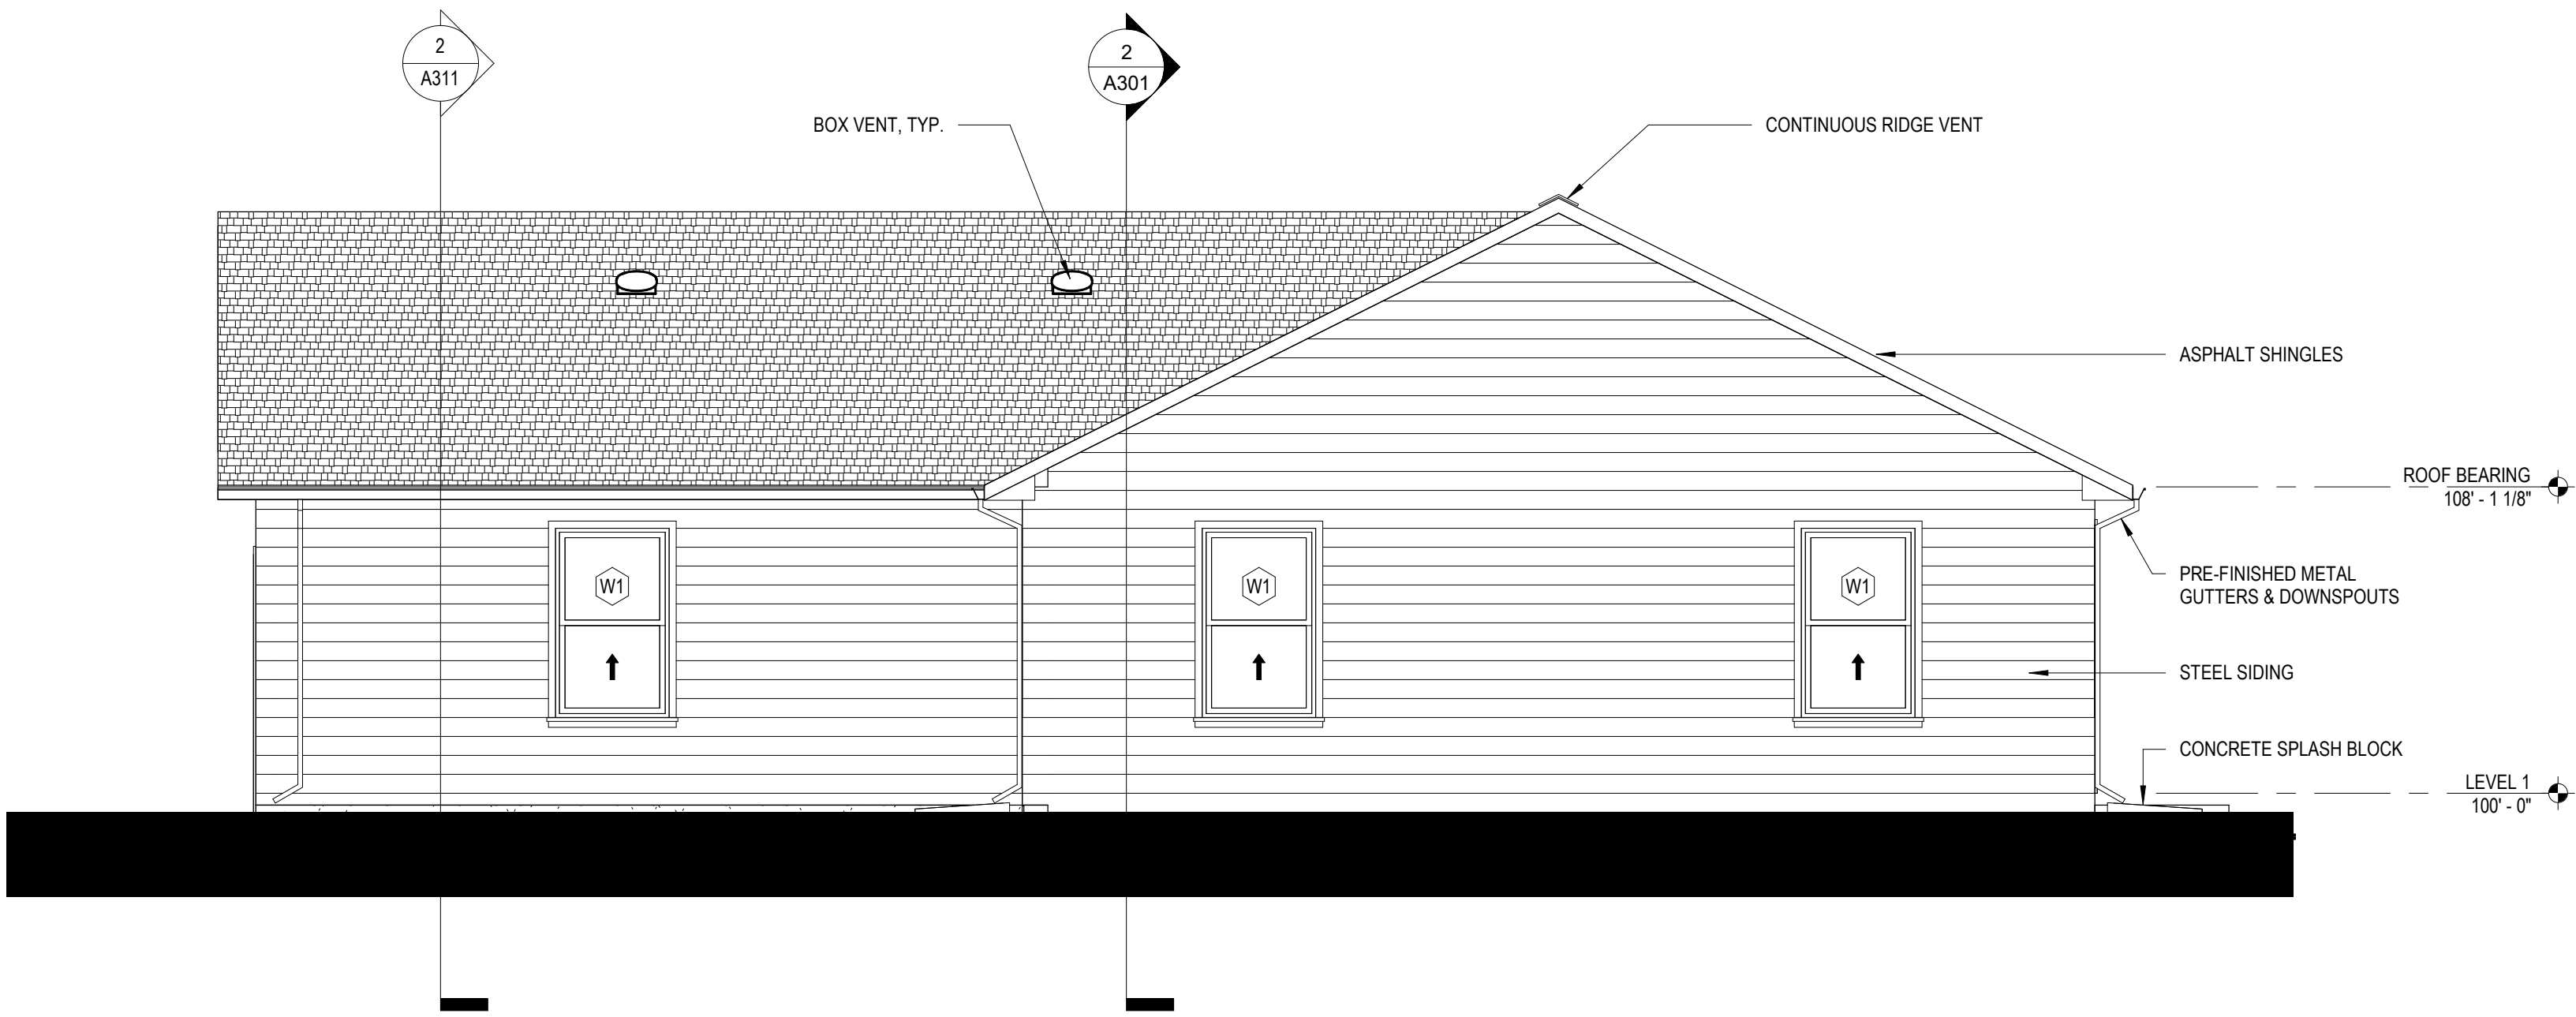 2
A311
2
A301
BOX VENT, TYP.
CONTINUOUS RIDGE VENT
ASPHALT SHINGLES
ROOF BEARING
108' - 1 1/8"
W1
W1
W1
PRE-FINISHED METAL
GUTTERS & DOWNSPOUTS
STEEL SIDING
CONCRETE SPLASH BLOCK
LEVEL 1
100' - 0"